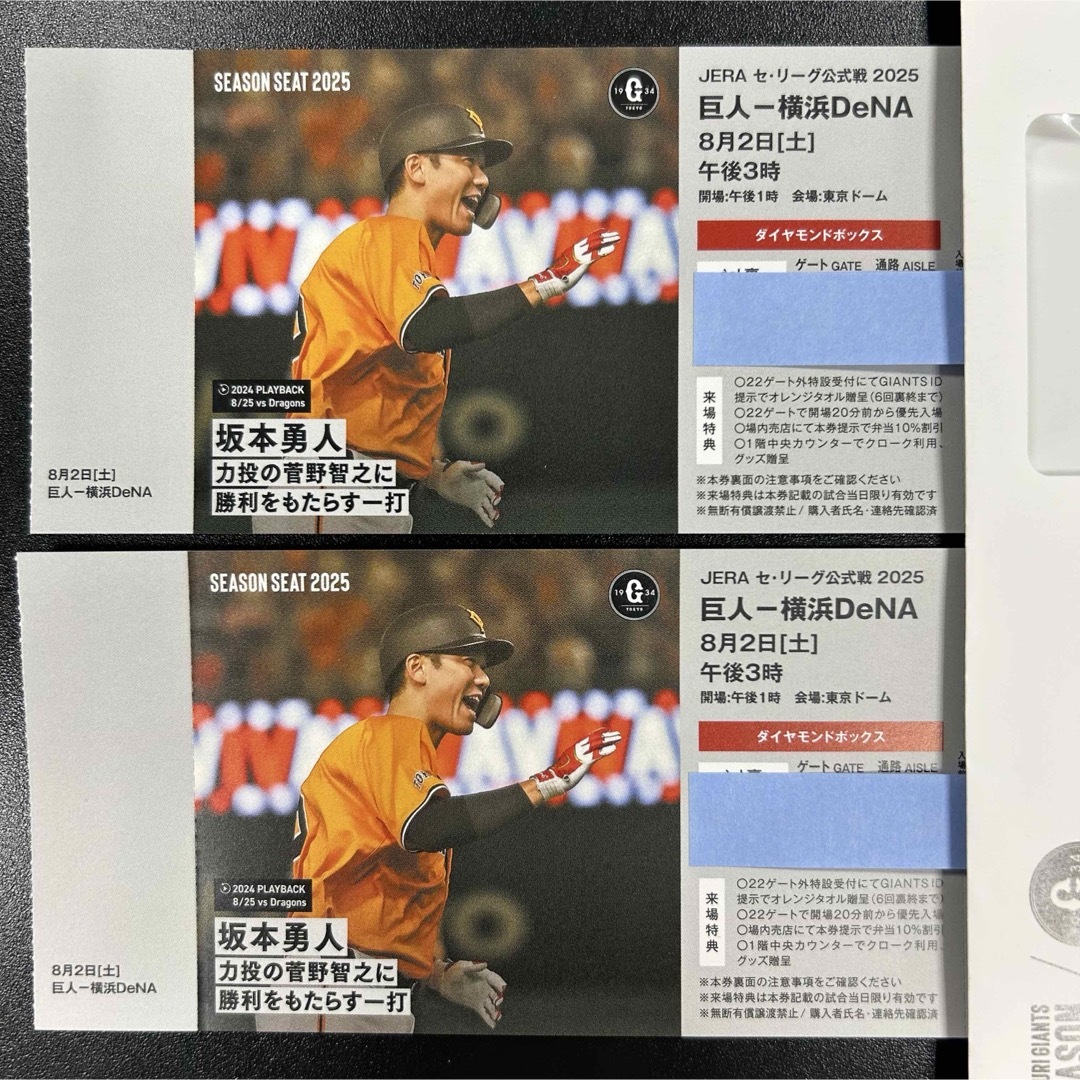 SEASON SEAT 2025
19 G 34
TOKYO
JERA セ・リーグ公式戦 2025
巨人ー横浜DeNA
8月2日[土]
午後3時
開場:午後1時 会場:東京ドーム
ダイヤモンドボックス
ゲート GATE 通路 AISLE
来場特典
〇22ゲート外特設受付にてGIANTS ID
提示でオレンジタオル贈呈(6回裏終まで)
〇22ゲートで開場20分前から優先入場
〇場内売店にて本券提示で弁当10%割引
〇1階中央カウンターでクローク利用、
グッズ贈呈
※本券裏面の注意事項をご確認ください
※来場特典は本券記載の試合当日限り有効です
※無断有償譲渡禁止/購入者氏名・連絡先確認済
2024 PLAYBACK
8/25 vs Dragons
坂本勇人
力投の菅野智之に
勝利をもたらす一打
8月2日[土]
巨人ー横浜DeNA
SEASON SEAT 2025
19 G 34
TOKYO
JERA セ・リーグ公式戦 2025
巨人ー横浜DeNA
8月2日[土]
午後3時
開場:午後1時 会場:東京ドーム
ダイヤモンドボックス
ゲート GATE 通路 AISLE
来場特典
〇22ゲート外特設受付にてGIANTS ID
提示でオレンジタオル贈呈(6回裏終まで)
〇22ゲートで開場20分前から優先入場
〇場内売店にて本券提示で弁当10%割引
〇1階中央カウンターでクローク利用、
グッズ贈呈
※本券裏面の注意事項をご確認ください
※来場特典は本券記載の試合当日限り有効です
※無断有償譲渡禁止/購入者氏名・連絡先確認済
2024 PLAYBACK
8/25 vs Dragons
坂本勇人
力投の菅野智之に
勝利をもたらす一打
8月2日[土]
巨人ー横浜DeNA
URI GIANTS
ASON